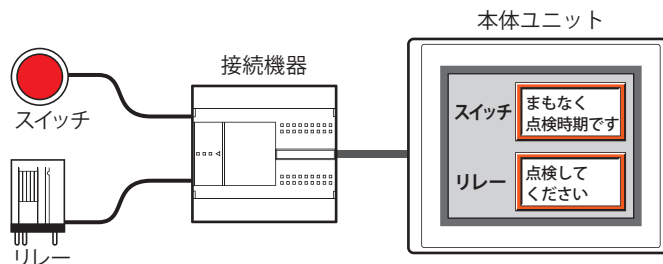 本体ユニット
接続機器
スイッチ
リレー
スイッチ
まもなく
点検時期です
リレー
点検して
ください